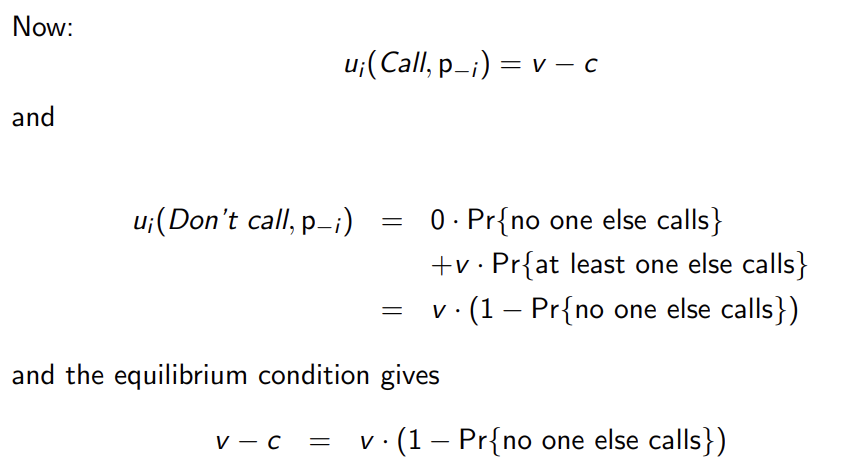 Now:
uᵢ(Call, p₋ᵢ) = v − c
and
uᵢ(Don't call, p₋ᵢ) = 0 · Pr{no one else calls}
+v · Pr{at least one else calls}
= v · (1 − Pr{no one else calls})
and the equilibrium condition gives
v − c = v · (1 − Pr{no one else calls})